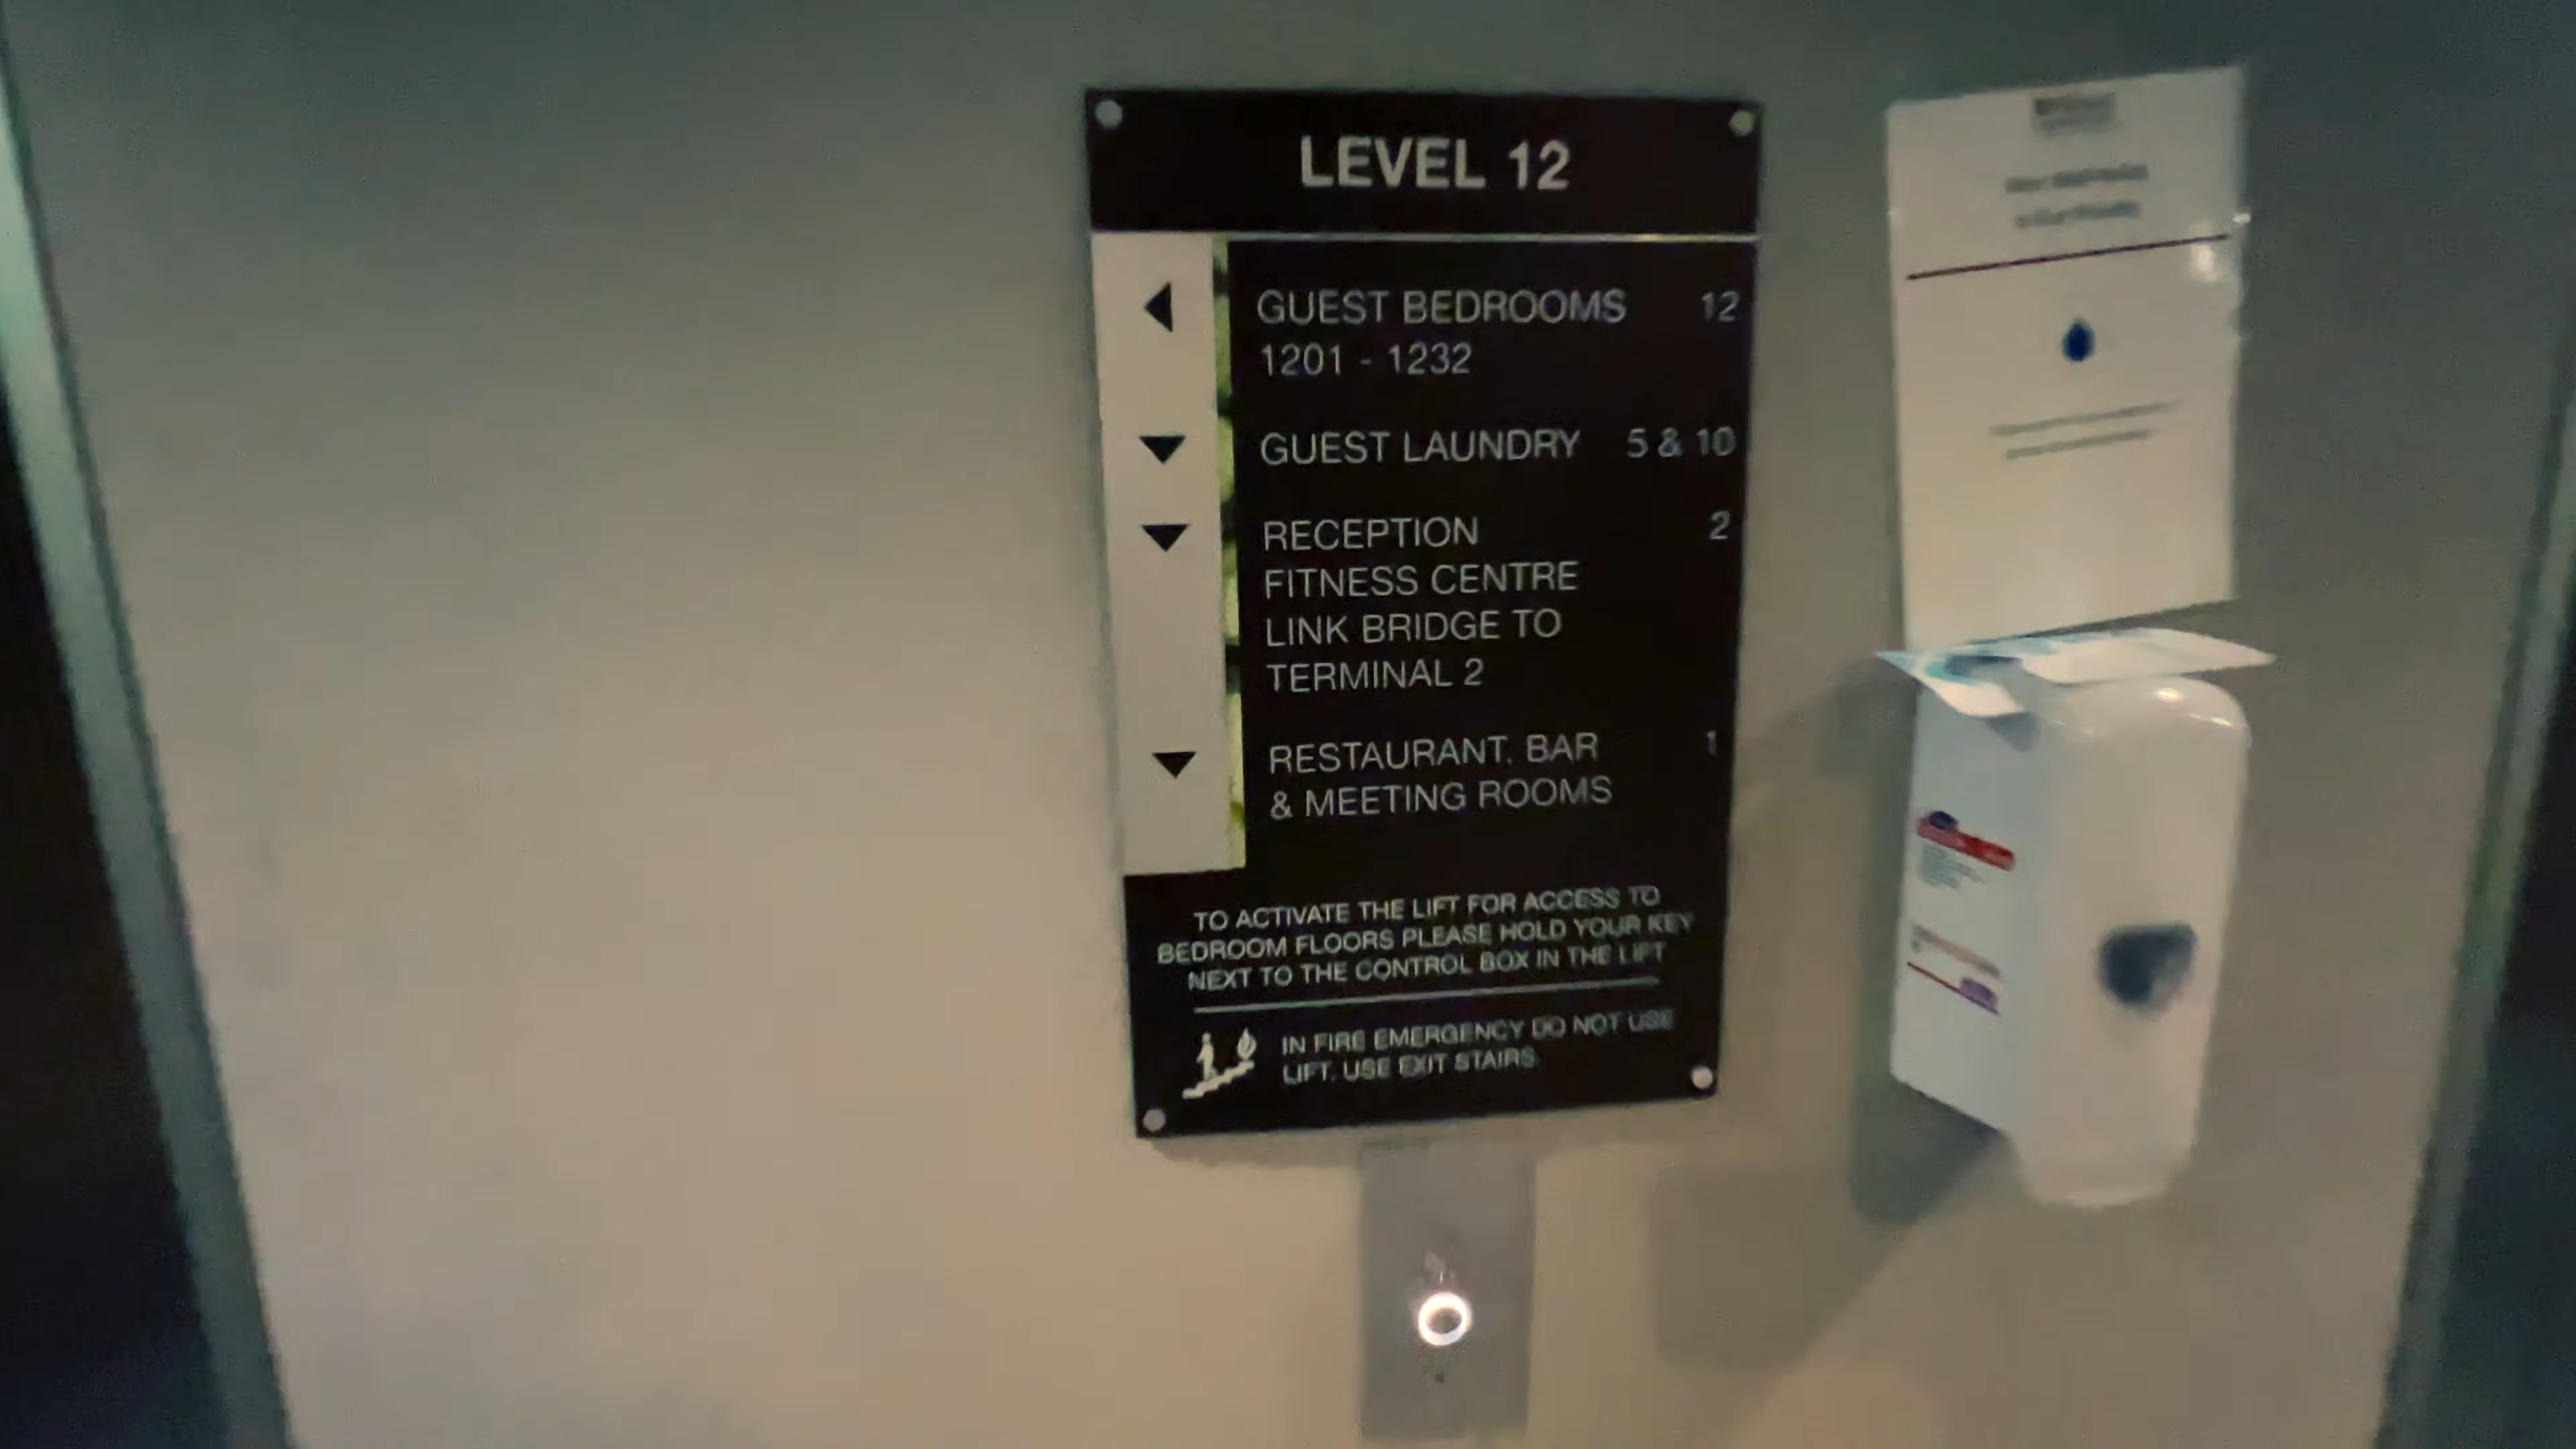 LEVEL 12
GUEST BEDROOMS 12
1201 - 1232
GUEST LAUNDRY 5 & 10
RECEPTION 2
FITNESS CENTRE
LINK BRIDGE TO
TERMINAL 2
RESTAURANT, BAR 1
& MEETING ROOMS
TO ACTIVATE THE LIFT FOR ACCESS TO
BEDROOM FLOORS PLEASE HOLD YOUR KEY
NEXT TO THE CONTROL BOX IN THE LIFT
IN FIRE EMERGENCY DO NOT USE
LIFT. USE EXIT STAIRS.